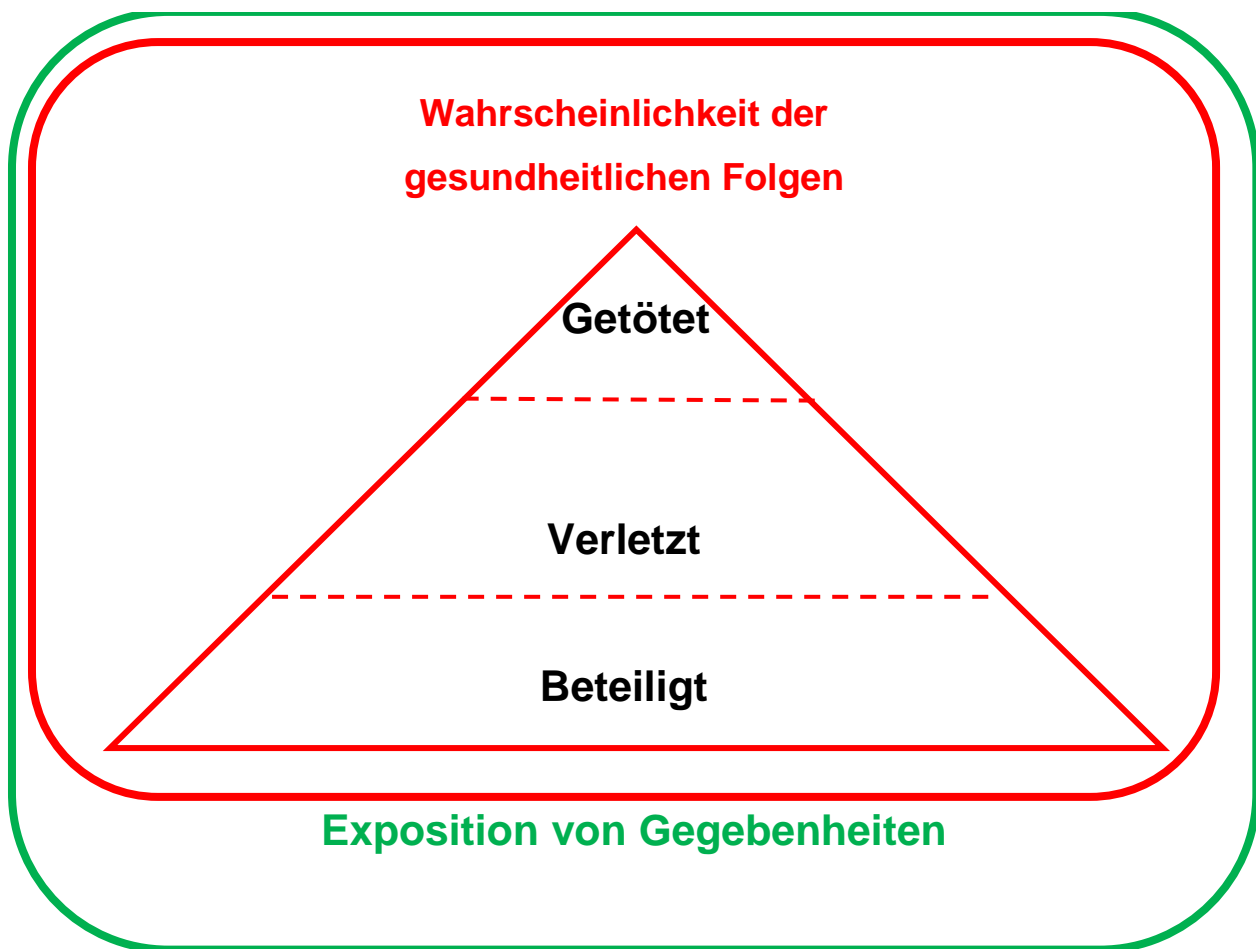 Wahrscheinlichkeit der
gesundheitlichen Folgen
Getötet
Verletzt
Beteiligt
Exposition von Gegebenheiten